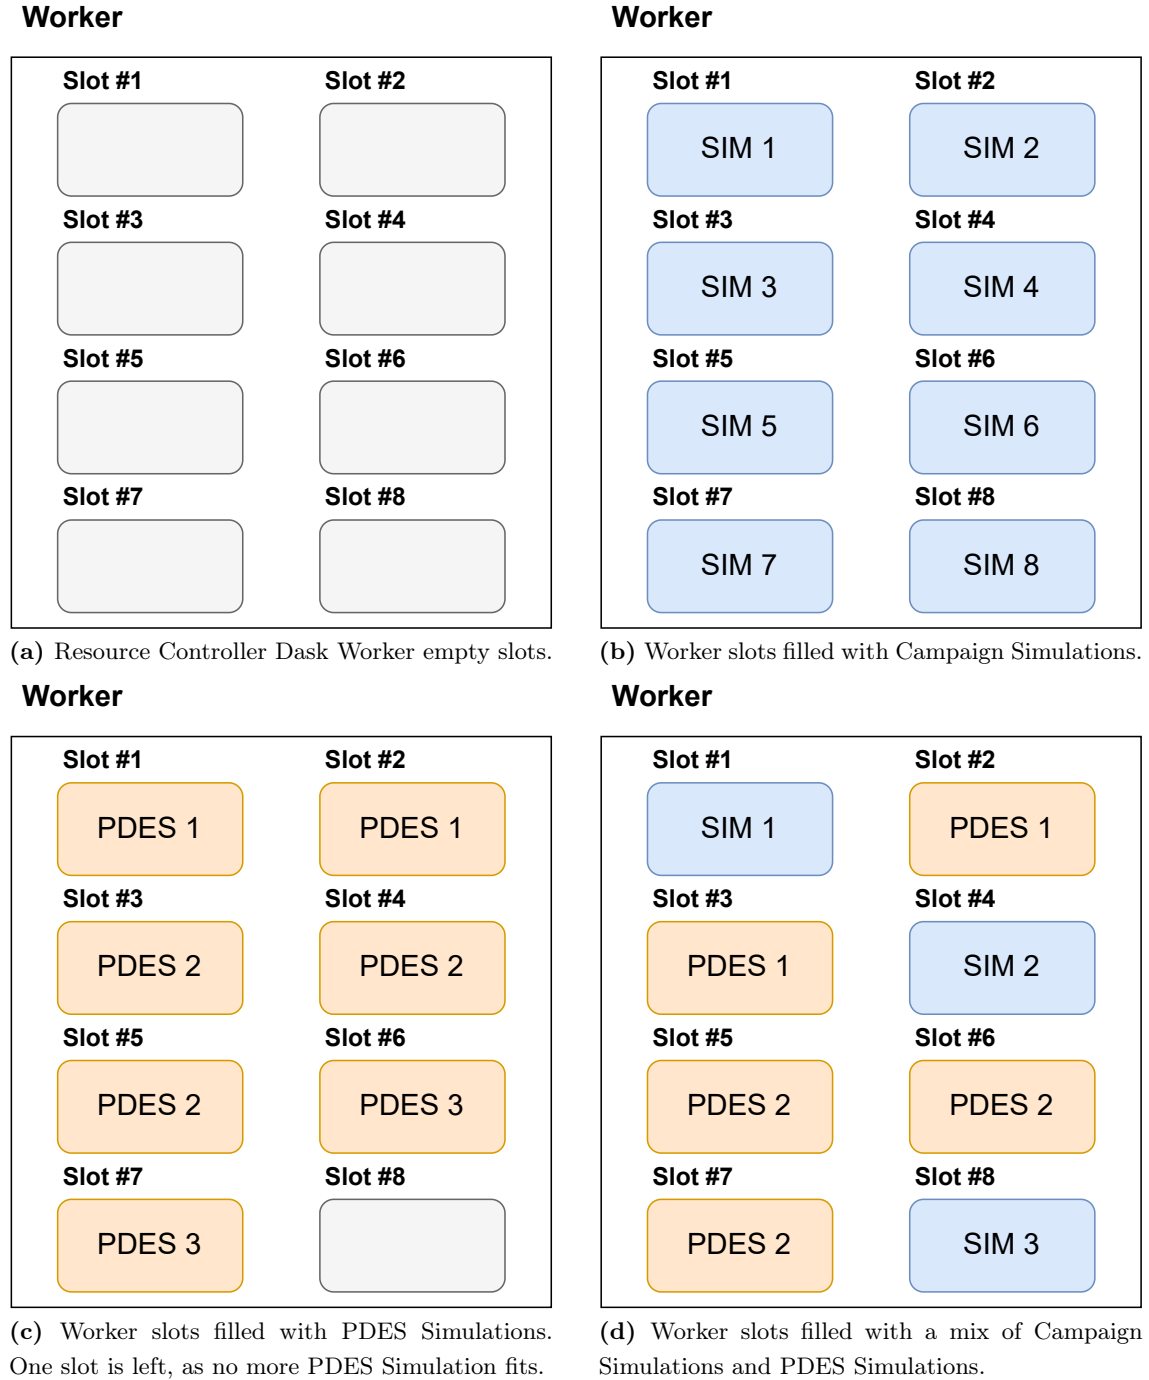 Worker
Slot #1
Slot #2
Slot #3
Slot #4
Slot #5
Slot #6
Slot #7
Slot #8
(a) Resource Controller Dask Worker empty slots.
Worker
Slot #1
Slot #2
SIM 1
SIM 2
Slot #3
Slot #4
SIM 3
SIM 4
Slot #5
Slot #6
SIM 5
SIM 6
Slot #7
Slot #8
SIM 7
SIM 8
(b) Worker slots filled with Campaign Simulations.
Worker
Slot #1
Slot #2
PDES 1
PDES 1
Slot #3
Slot #4
PDES 2
PDES 2
Slot #5
Slot #6
PDES 2
PDES 3
Slot #7
Slot #8
PDES 3
(c) Worker slots filled with PDES Simulations.
One slot is left, as no more PDES Simulation fits.
Worker
Slot #1
Slot #2
SIM 1
PDES 1
Slot #3
Slot #4
PDES 1
SIM 2
Slot #5
Slot #6
PDES 2
PDES 2
Slot #7
Slot #8
PDES 2
SIM 3
(d) Worker slots filled with a mix of Campaign
Simulations and PDES Simulations.